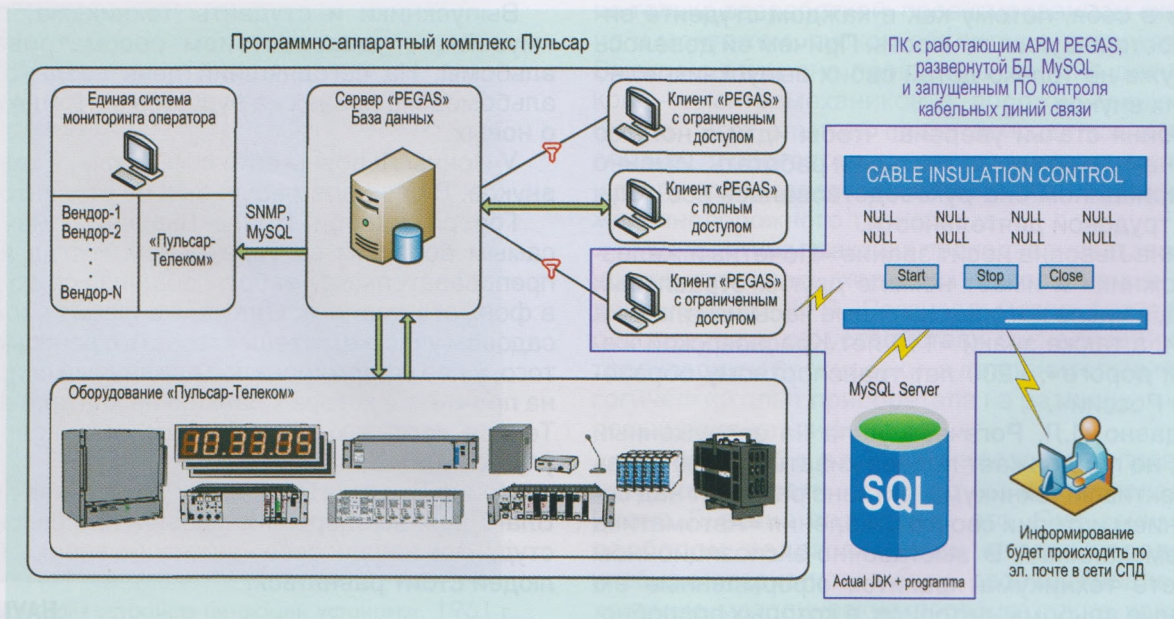 Программно-аппаратный комплекс Пульсар
Единая система
мониторинга оператора
Вендор-1
Вендор-2
Вендор-N
«Пульсар-
Телеком»
SNMP,
MySQL
Сервер «PEGAS»
База данных
Клиент «PEGAS»
с ограниченным
доступом
Клиент «PEGAS»
с полным
доступом
Клиент «PEGAS»
с ограниченным
доступом
Оборудование «Пульсар-Телеком»
ПК с работающим АРМ PEGAS,
развернутой БД MySQL
и запущенным ПО контроля
кабельных линий связи
CABLE INSULATION CONTROL
NULL NULL NULL NULL
NULL NULL NULL NULL
Start Stop Close
MySQL Server
SQL
Actual JDK + programma
Информирование
будет происходить по
эл. почте в сети СПД